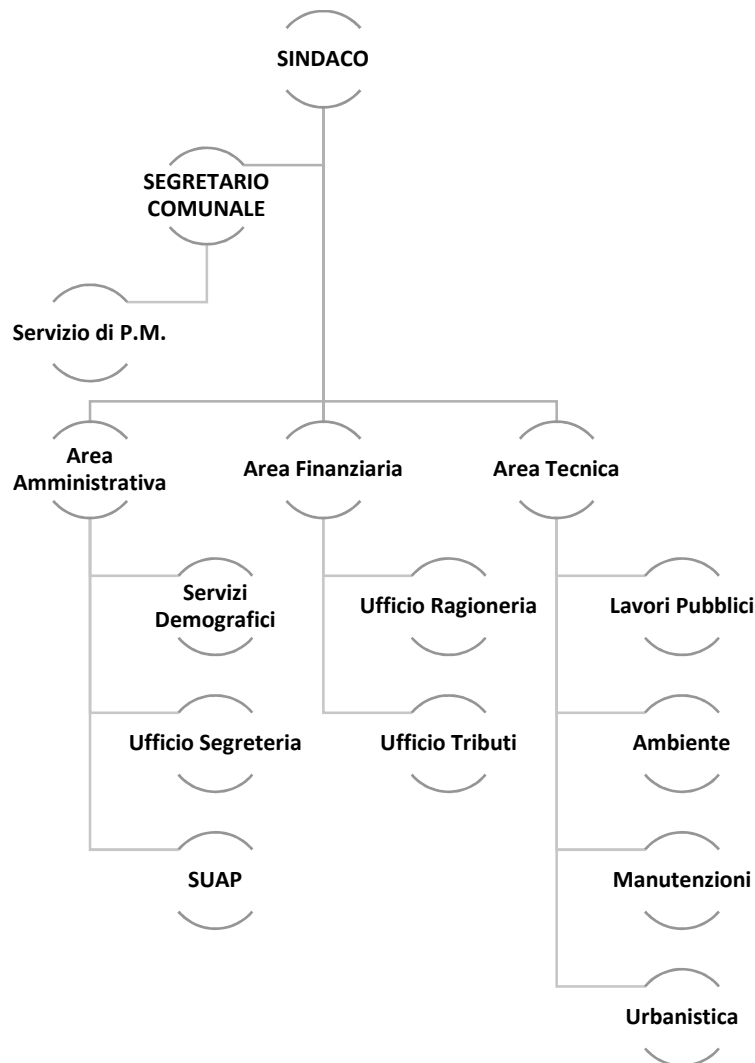 SINDACO
SEGRETARIO
COMUNALE
Servizio di P.M.
Area
Amministrativa
Area Finanziaria
Area Tecnica
Servizi
Demografici
Ufficio Ragioneria
Lavori Pubblici
Ufficio Segreteria
Ufficio Tributi
Ambiente
SUAP
Manutenzioni
Urbanistica